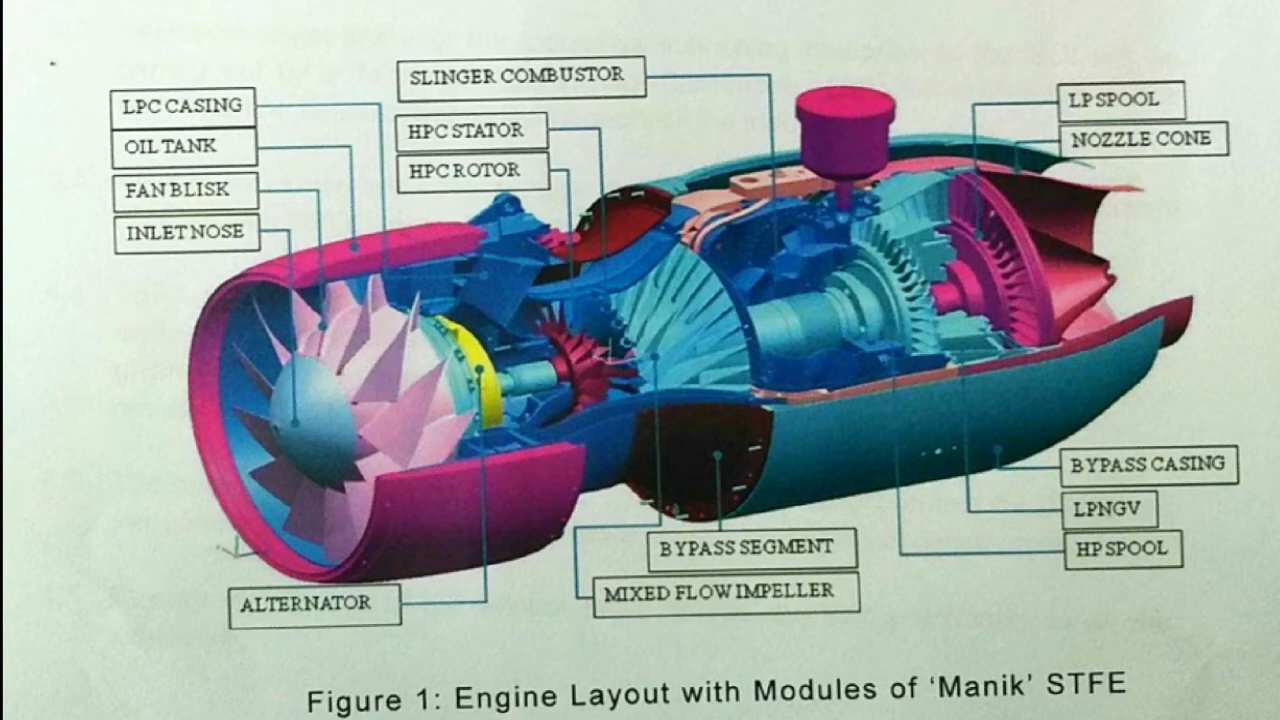 SLINGER COMBUSTOR
LPC CASING
OIL TANK
FAN BLISK
INLET NOSE
HPC STATOR
HPC ROTOR
LP SPOOL
NOZZLE CONE
BYPASS CASING
LPNGV
HP SPOOL
BYPASS SEGMENT
MIXED FLOW IMPELLER
ALTERNATOR
Figure 1: Engine Layout with Modules of ‘Manik’ STFE